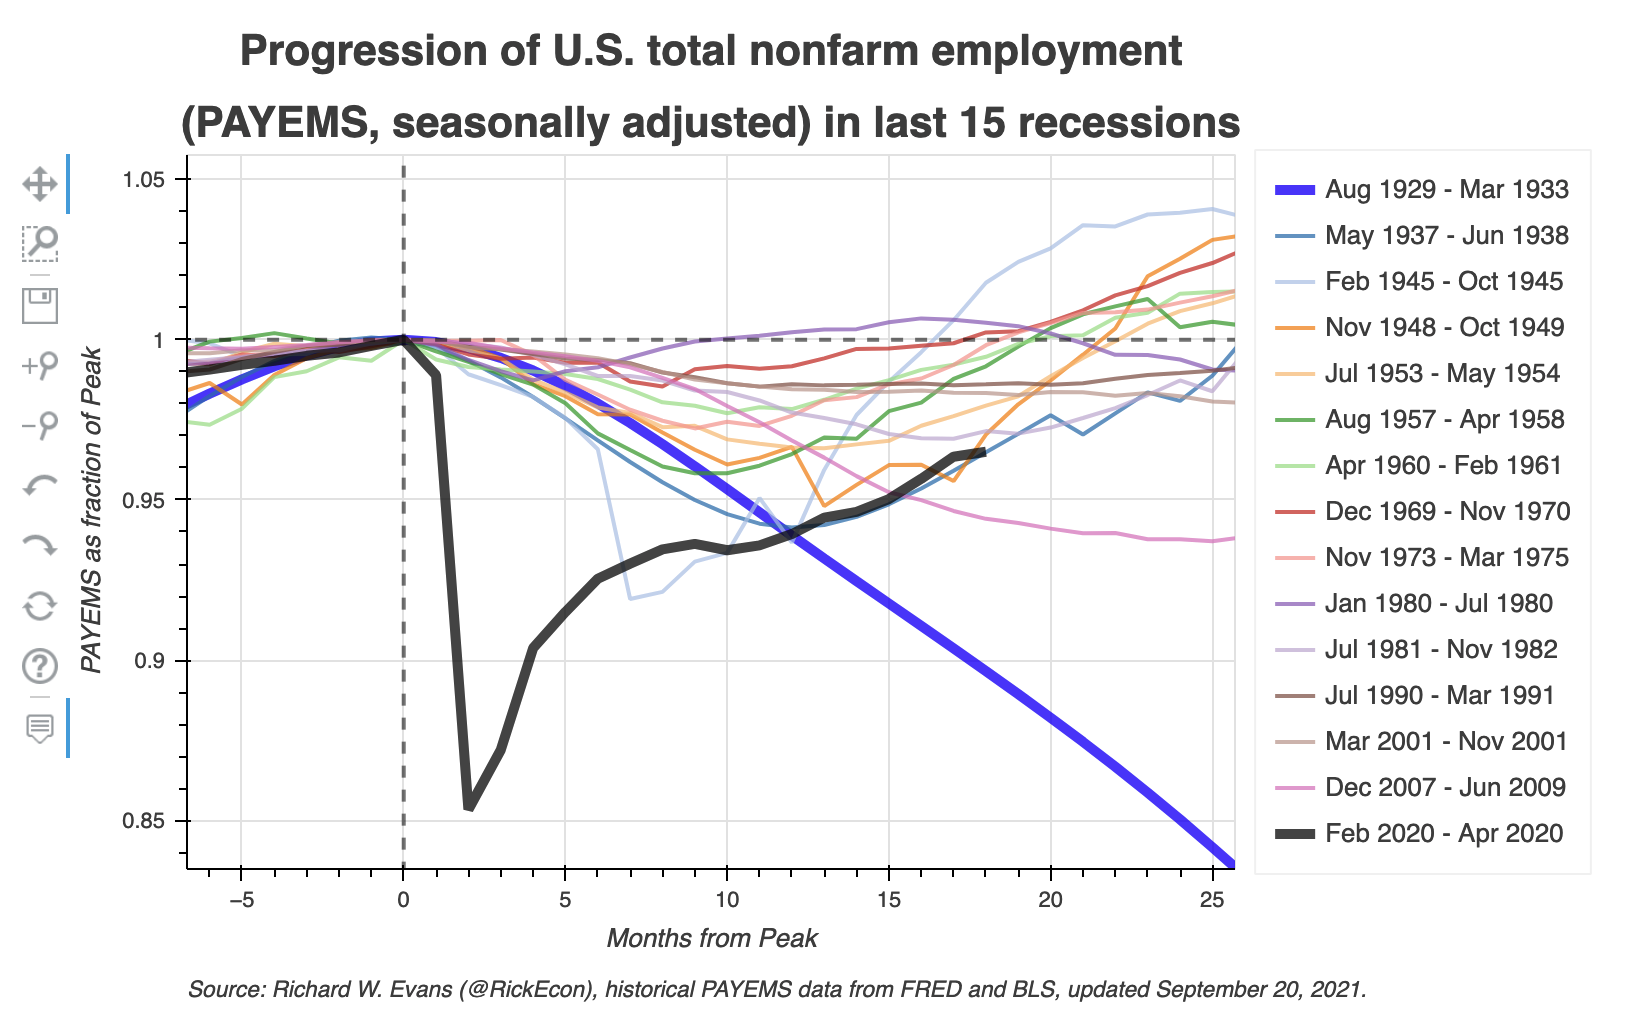 Progression of U.S. total nonfarm employment
(PAYEMS, seasonally adjusted) in last 15 recessions
1.05
1
0.95
0.9
0.85
PAYEMS as fraction of Peak
−5
0
5
10
15
20
25
Months from Peak
Aug 1929 - Mar 1933
May 1937 - Jun 1938
Feb 1945 - Oct 1945
Nov 1948 - Oct 1949
Jul 1953 - May 1954
Aug 1957 - Apr 1958
Apr 1960 - Feb 1961
Dec 1969 - Nov 1970
Nov 1973 - Mar 1975
Jan 1980 - Jul 1980
Jul 1981 - Nov 1982
Jul 1990 - Mar 1991
Mar 2001 - Nov 2001
Dec 2007 - Jun 2009
Feb 2020 - Apr 2020
Source: Richard W. Evans (@RickEcon), historical PAYEMS data from FRED and BLS, updated September 20, 2021.